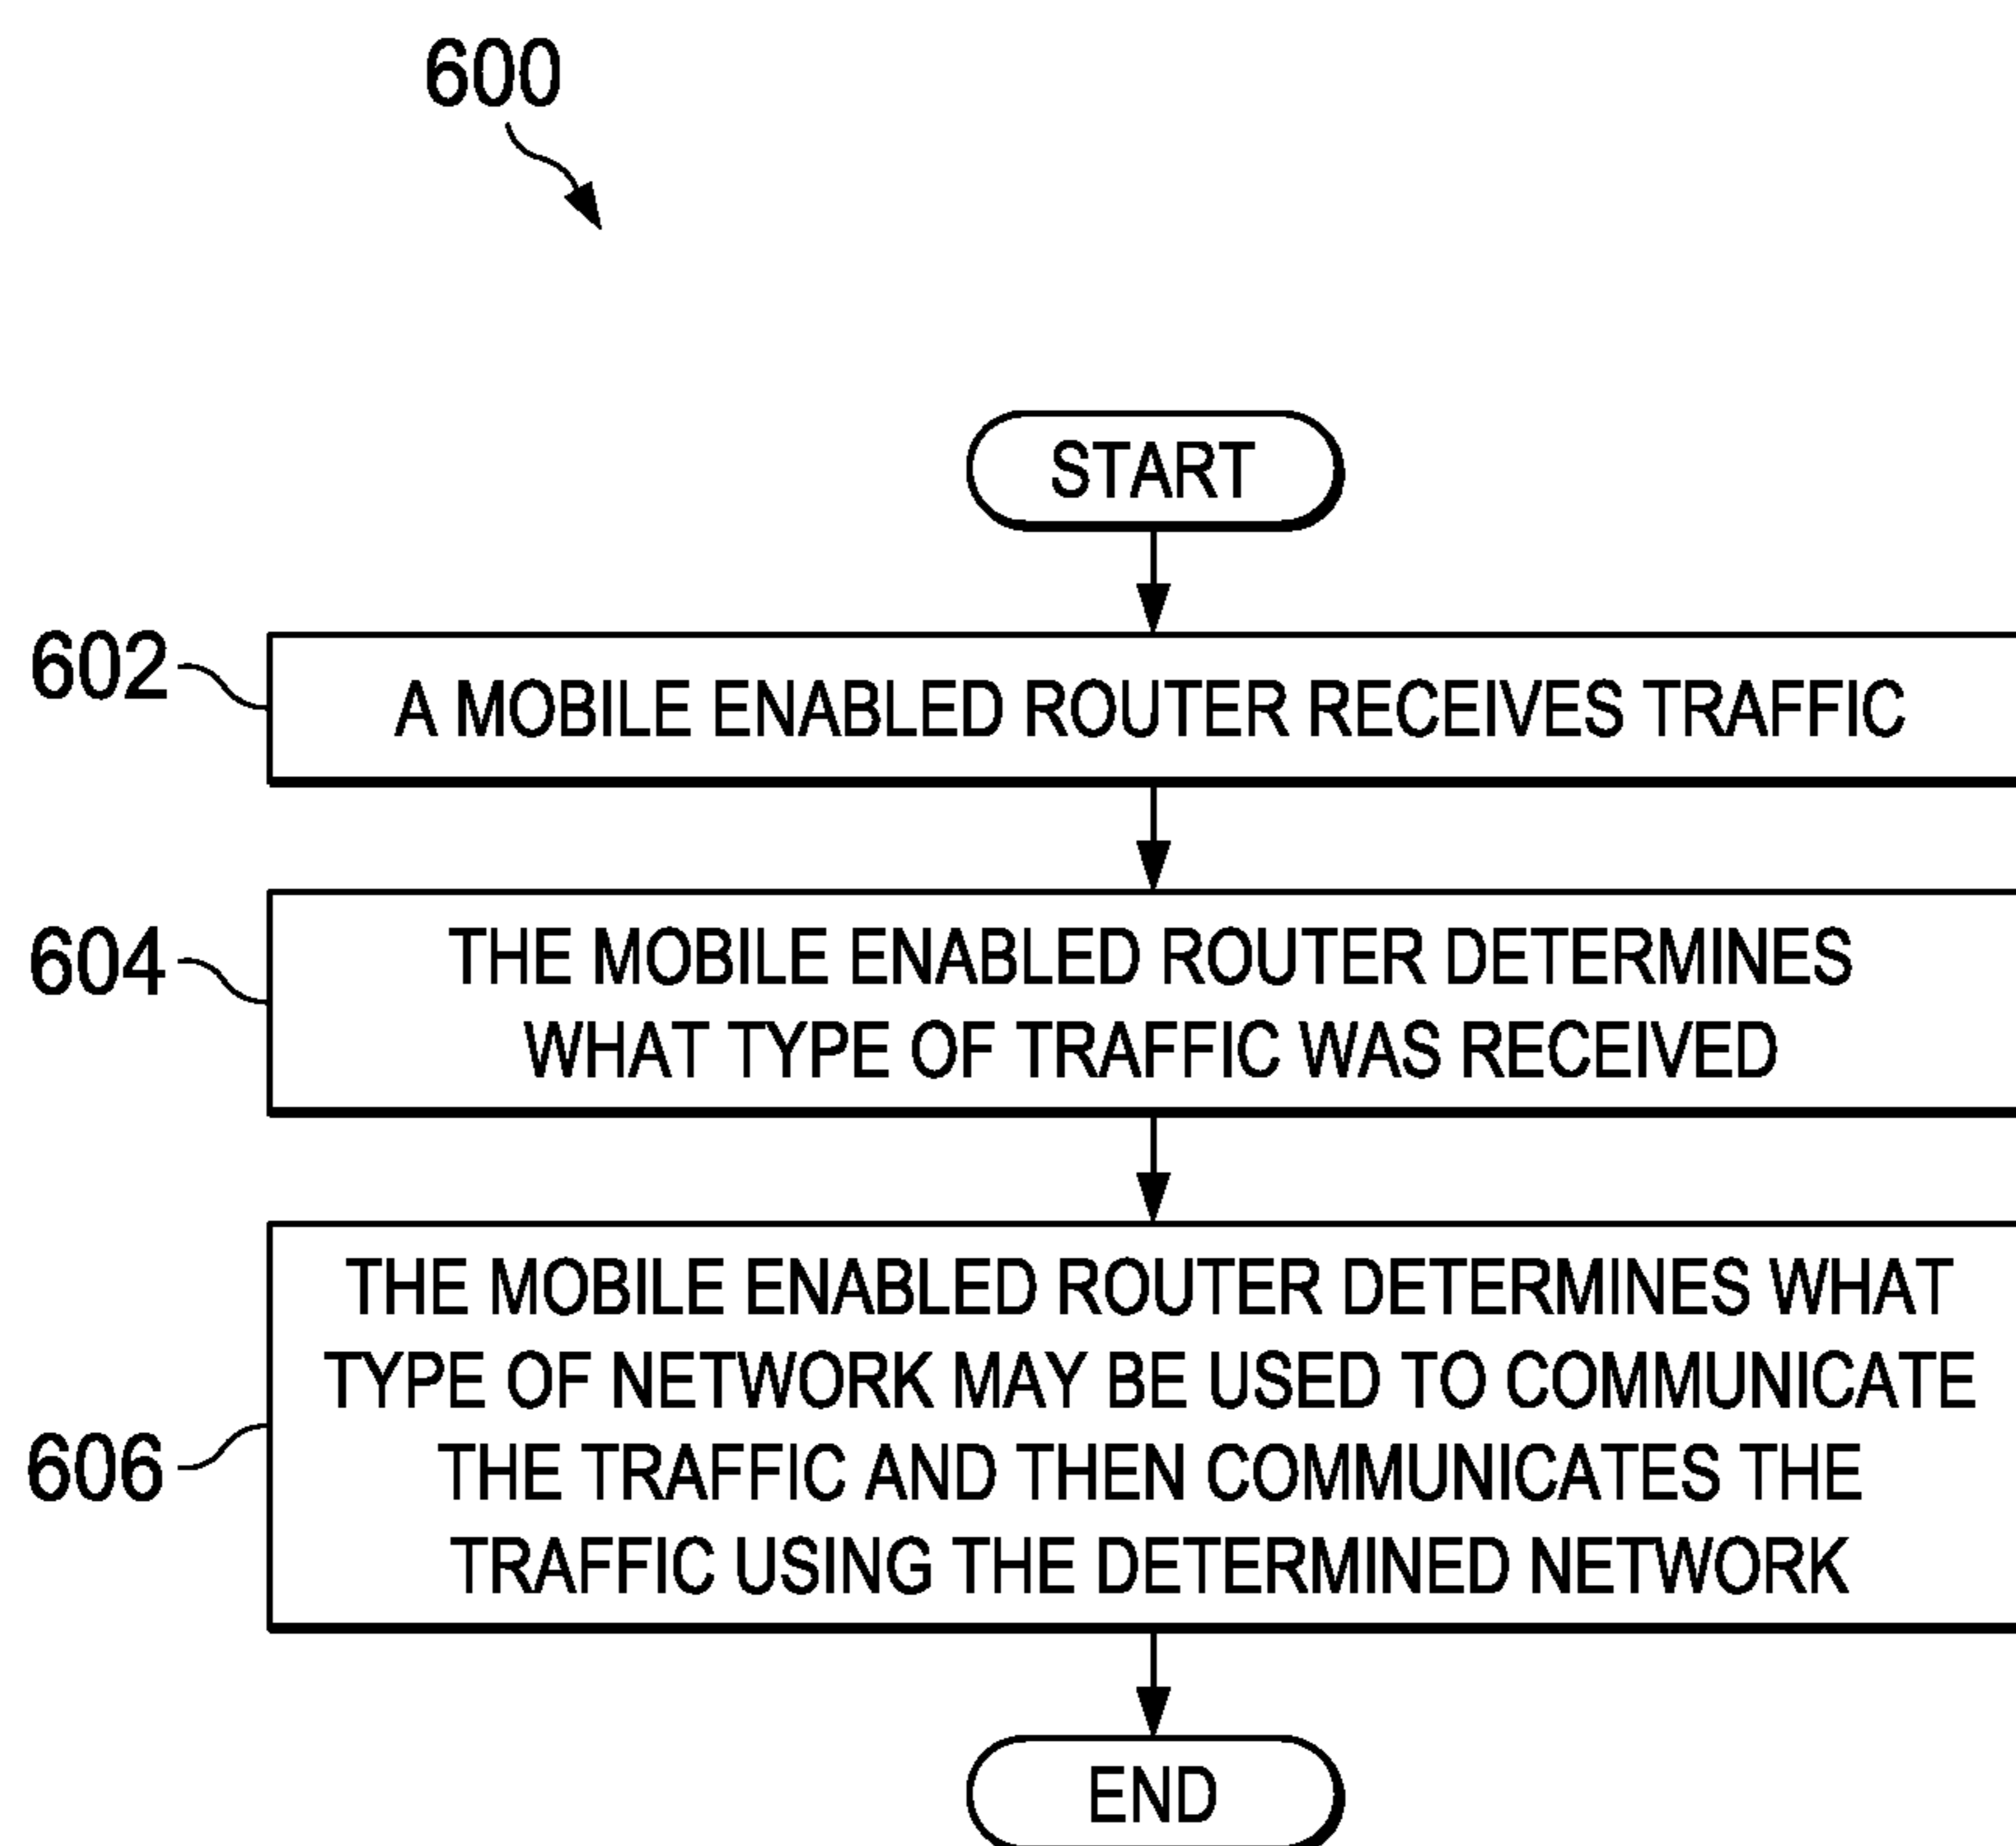 600
START
602
A MOBILE ENABLED ROUTER RECEIVES TRAFFIC
604
THE MOBILE ENABLED ROUTER DETERMINES
WHAT TYPE OF TRAFFIC WAS RECEIVED
606
THE MOBILE ENABLED ROUTER DETERMINES WHAT
TYPE OF NETWORK MAY BE USED TO COMMUNICATE
THE TRAFFIC AND THEN COMMUNICATES THE
TRAFFIC USING THE DETERMINED NETWORK
END